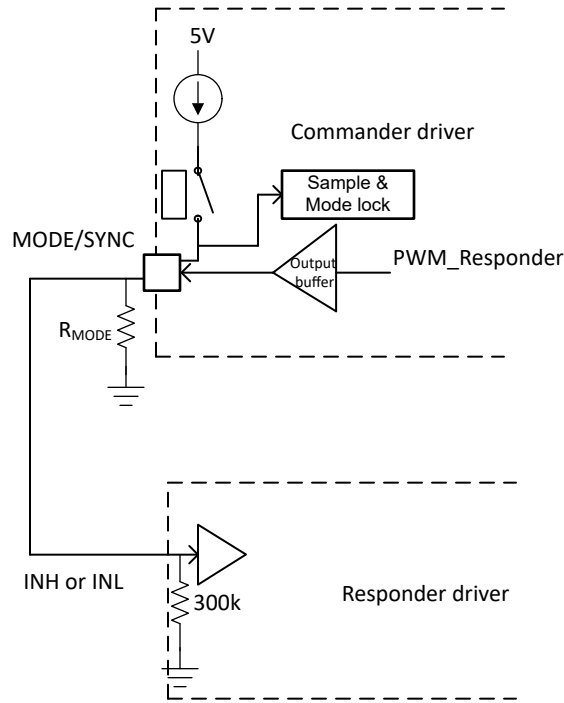 5V
Commander driver
Sample &
Mode lock
MODE/SYNC
Output
buffer
PWM_Responder
RMODE
INH or INL
300k
Responder driver